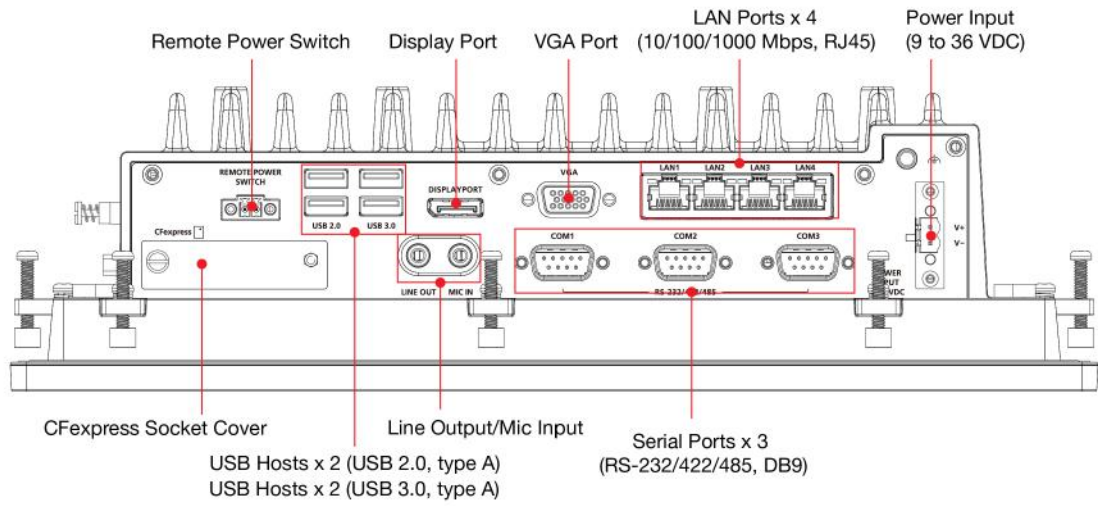 LAN Ports x 4
(10/100/1000 Mbps, RJ45)
Power Input
(9 to 36 VDC)
Remote Power Switch
Display Port
VGA Port
REMOTE POWER
SWITCH
DISPLAYPORT
VGA
LAN1
LAN2
LAN3
LAN4
USB 2.0
USB 3.0
CFexpress
COM1
COM2
COM3
V+
V-
LINE OUT
MIC IN
VDC
CFexpress Socket Cover
Line Output/Mic Input
USB Hosts x 2 (USB 2.0, type A)
USB Hosts x 2 (USB 3.0, type A)
Serial Ports x 3
(RS-232/422/485, DB9)